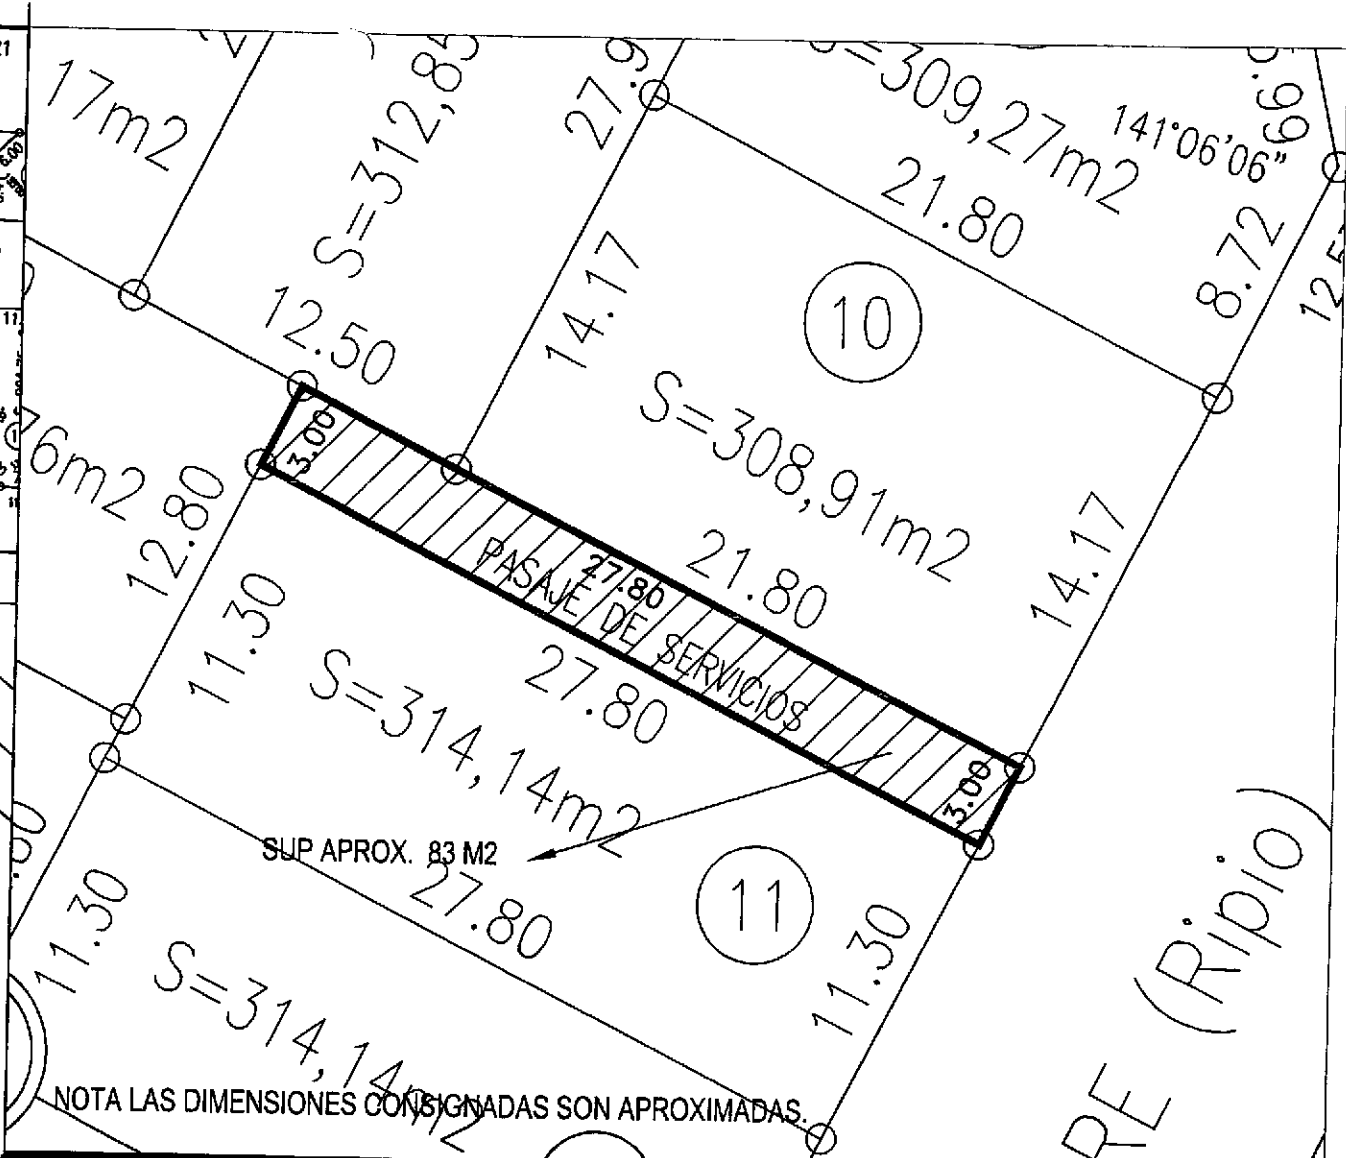 21
17m2
S=312,85
27.9
S=309,27m2
141°06'06"
21.80
8.72
14.17
10
12.50
S=308,91m2
3.00
76m2
12.80
21.80
14.17
PASAJE DE SERVICIOS
27.80
11.30
27.80
S=314,14m2
3.00
SUP APROX. 83 M2
27.80
11
11.30
11.30
S=314,14m2
(Ripio)
RE
NOTA LAS DIMENSIONES CONSIGNADAS SON APROXIMADAS.